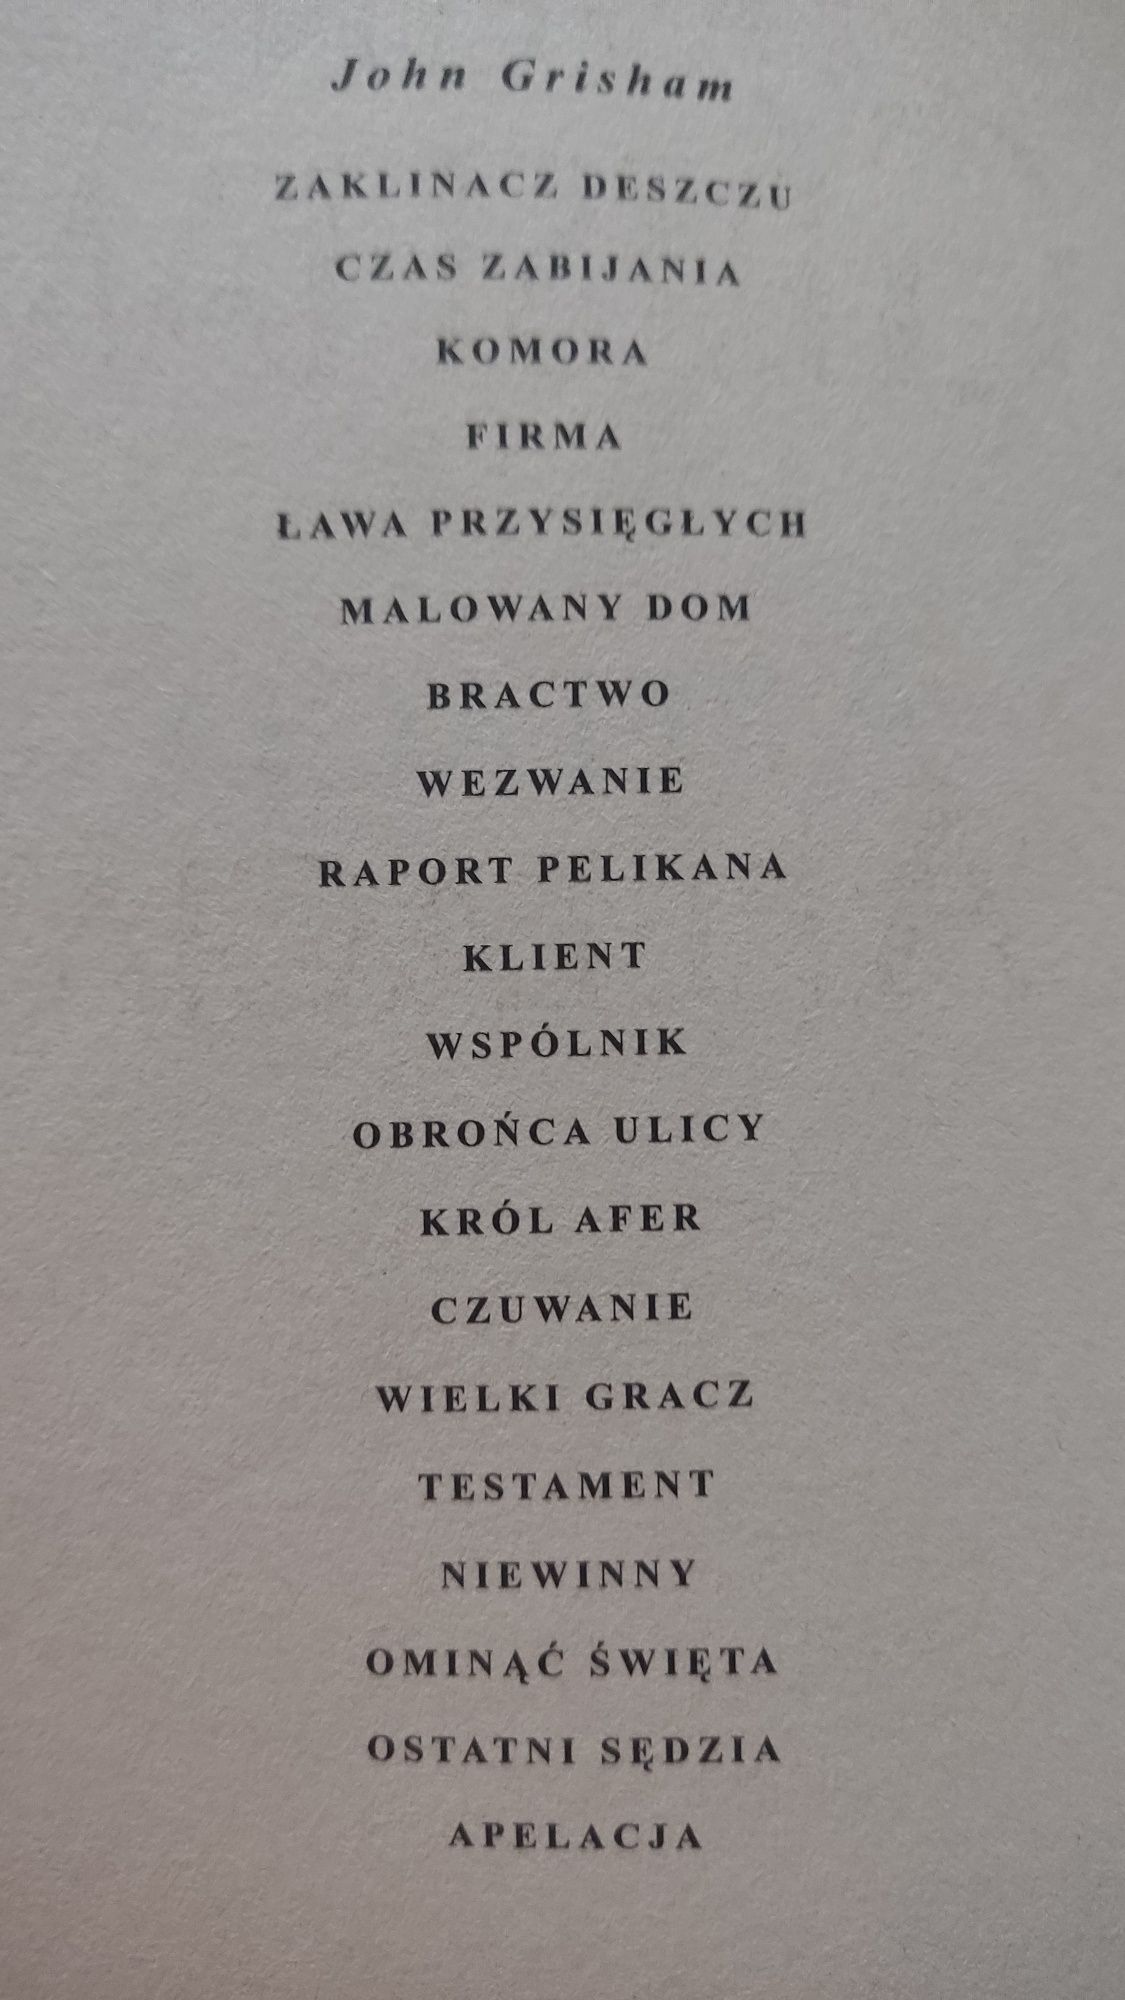 John Grisham
ZAKLINACZ DESZCZU
CZAS ZABIJANIA
KOMORA
FIRMA
ŁAWA PRZYSIĘGŁYCH
MALOWANY DOM
BRACTWO
WEZWANIE
RAPORT PELIKANA
KLIENT
WSPÓLNIK
OBROŃCA ULICY
KRÓL AFER
CZUWANIE
WIELKI GRACZ
TESTAMENT
NIEWINNY
OMINĄĆ ŚWIĘTA
OSTATNI SĘDZIA
APELACJA